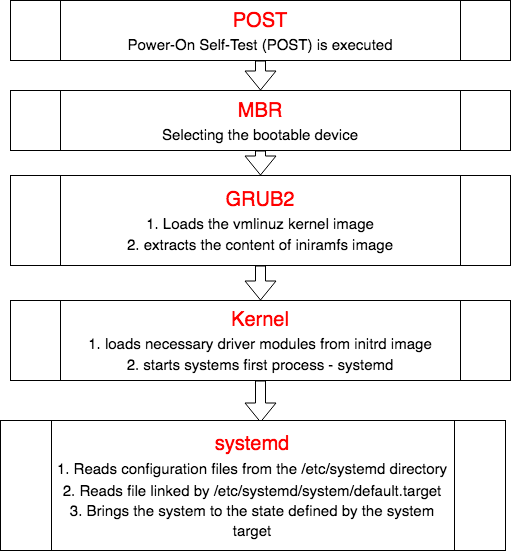 POST
Power-On Self-Test (POST) is executed
MBR
Selecting the bootable device
GRUB2
1. Loads the vmlinuz kernel image
2. extracts the content of iniramfs image
Kernel
1. loads necessary driver modules from initrd image
2. starts systems first process - systemd
systemd
1. Reads configuration files from the /etc/systemd directory
2. Reads file linked by /etc/systemd/system/default.target
3. Brings the system to the state defined by the system
target